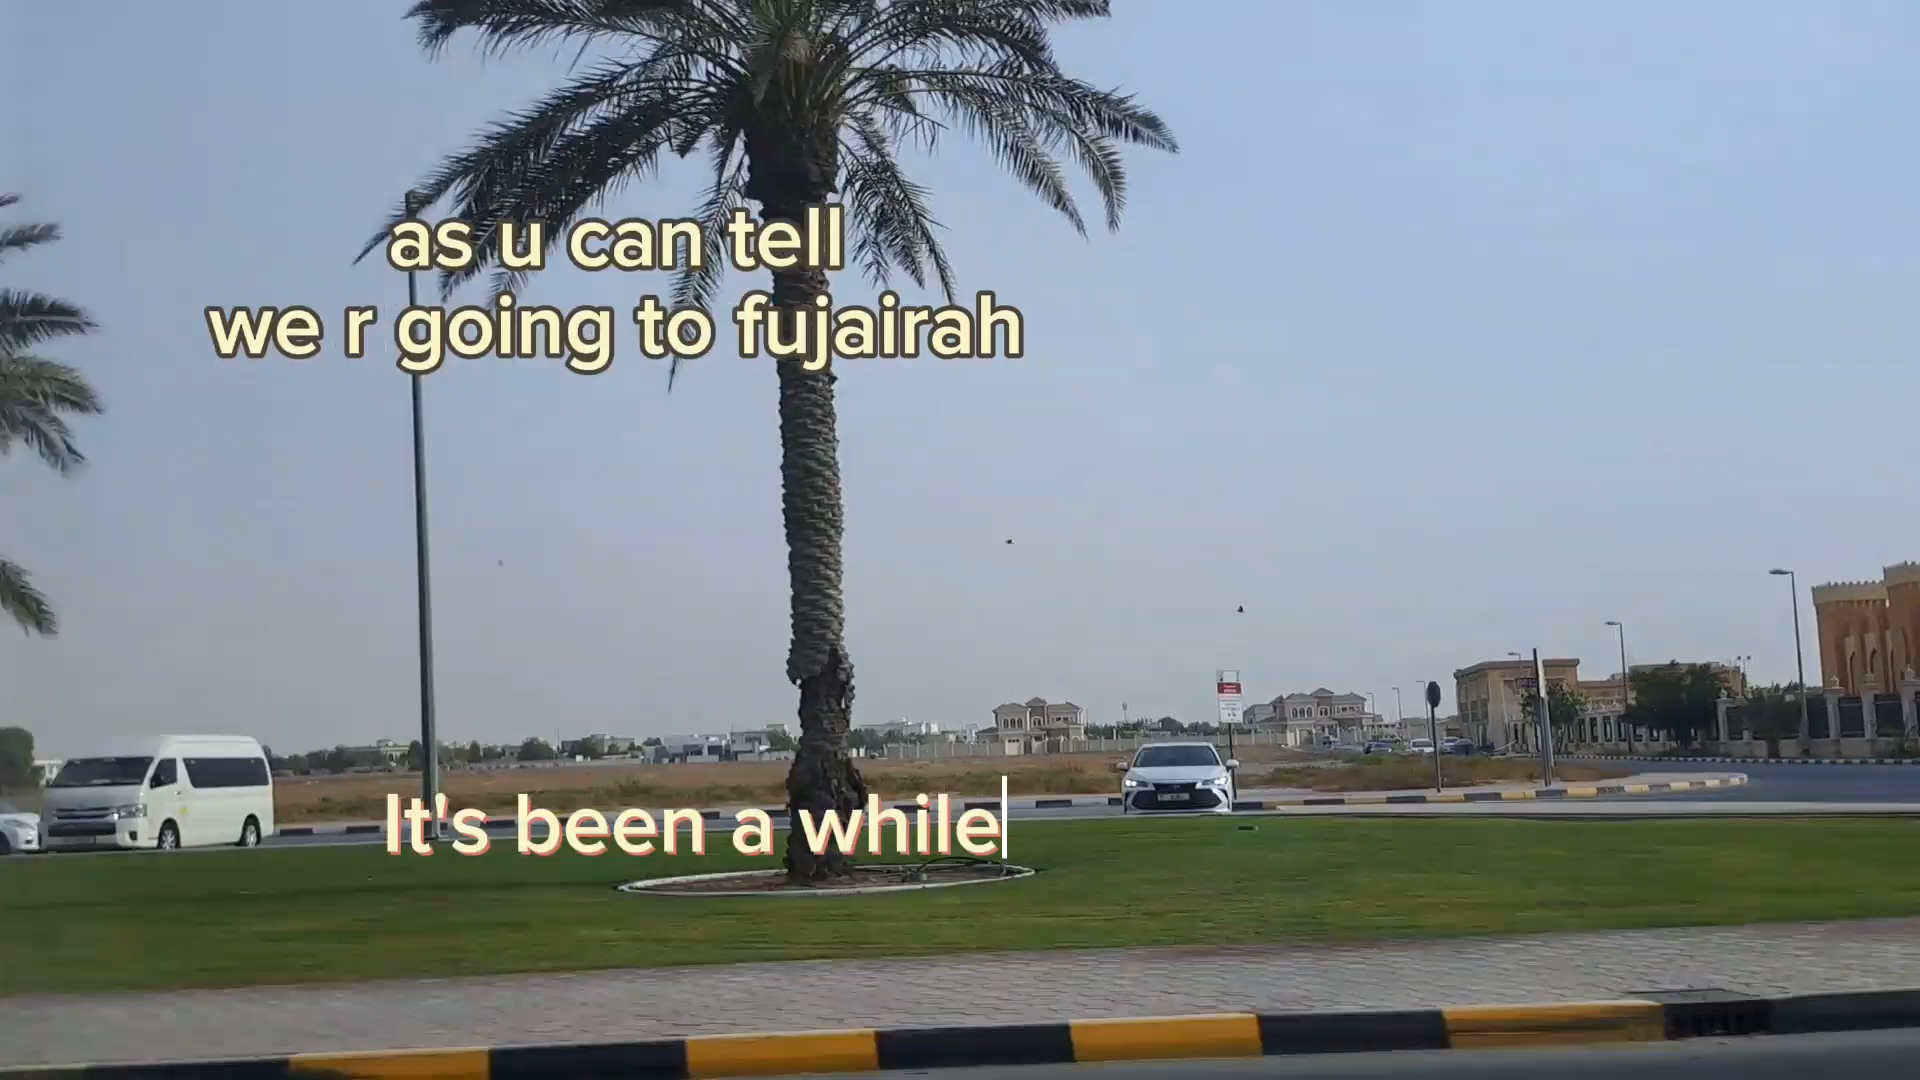 as u can tell
we r going to fujairah
It's been a while